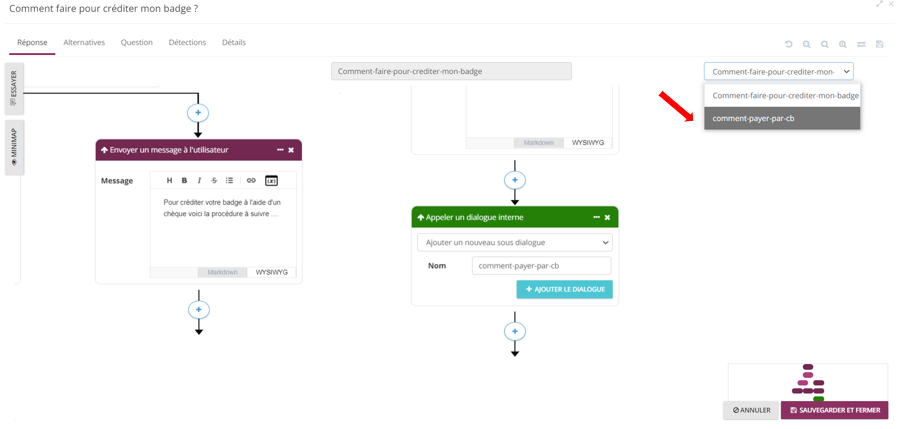 Comment faire pour créditer mon badge ?
Réponse Alternatives Question Détections Détails
ESSAYER
MINIMAP
Comment-faire-pour-crediter-mon-badge
Comment-faire-pour-crediter-mon-
Comment-faire-pour-crediter-mon-badge
comment-payer-par-cb
Markdown WYSIWYG
Envoyer un message à l'utilisateur
Message
H B I S
Pour créditer votre badge à l'aide d'un
chèque voici la procédure à suivre ...
Markdown WYSIWYG
Appeler un dialogue interne
Ajouter un nouveau sous dialogue
Nom comment-payer-par-cb
+ AJOUTER LE DIALOGUE
ANNULER SAUVEGARDER ET FERMER